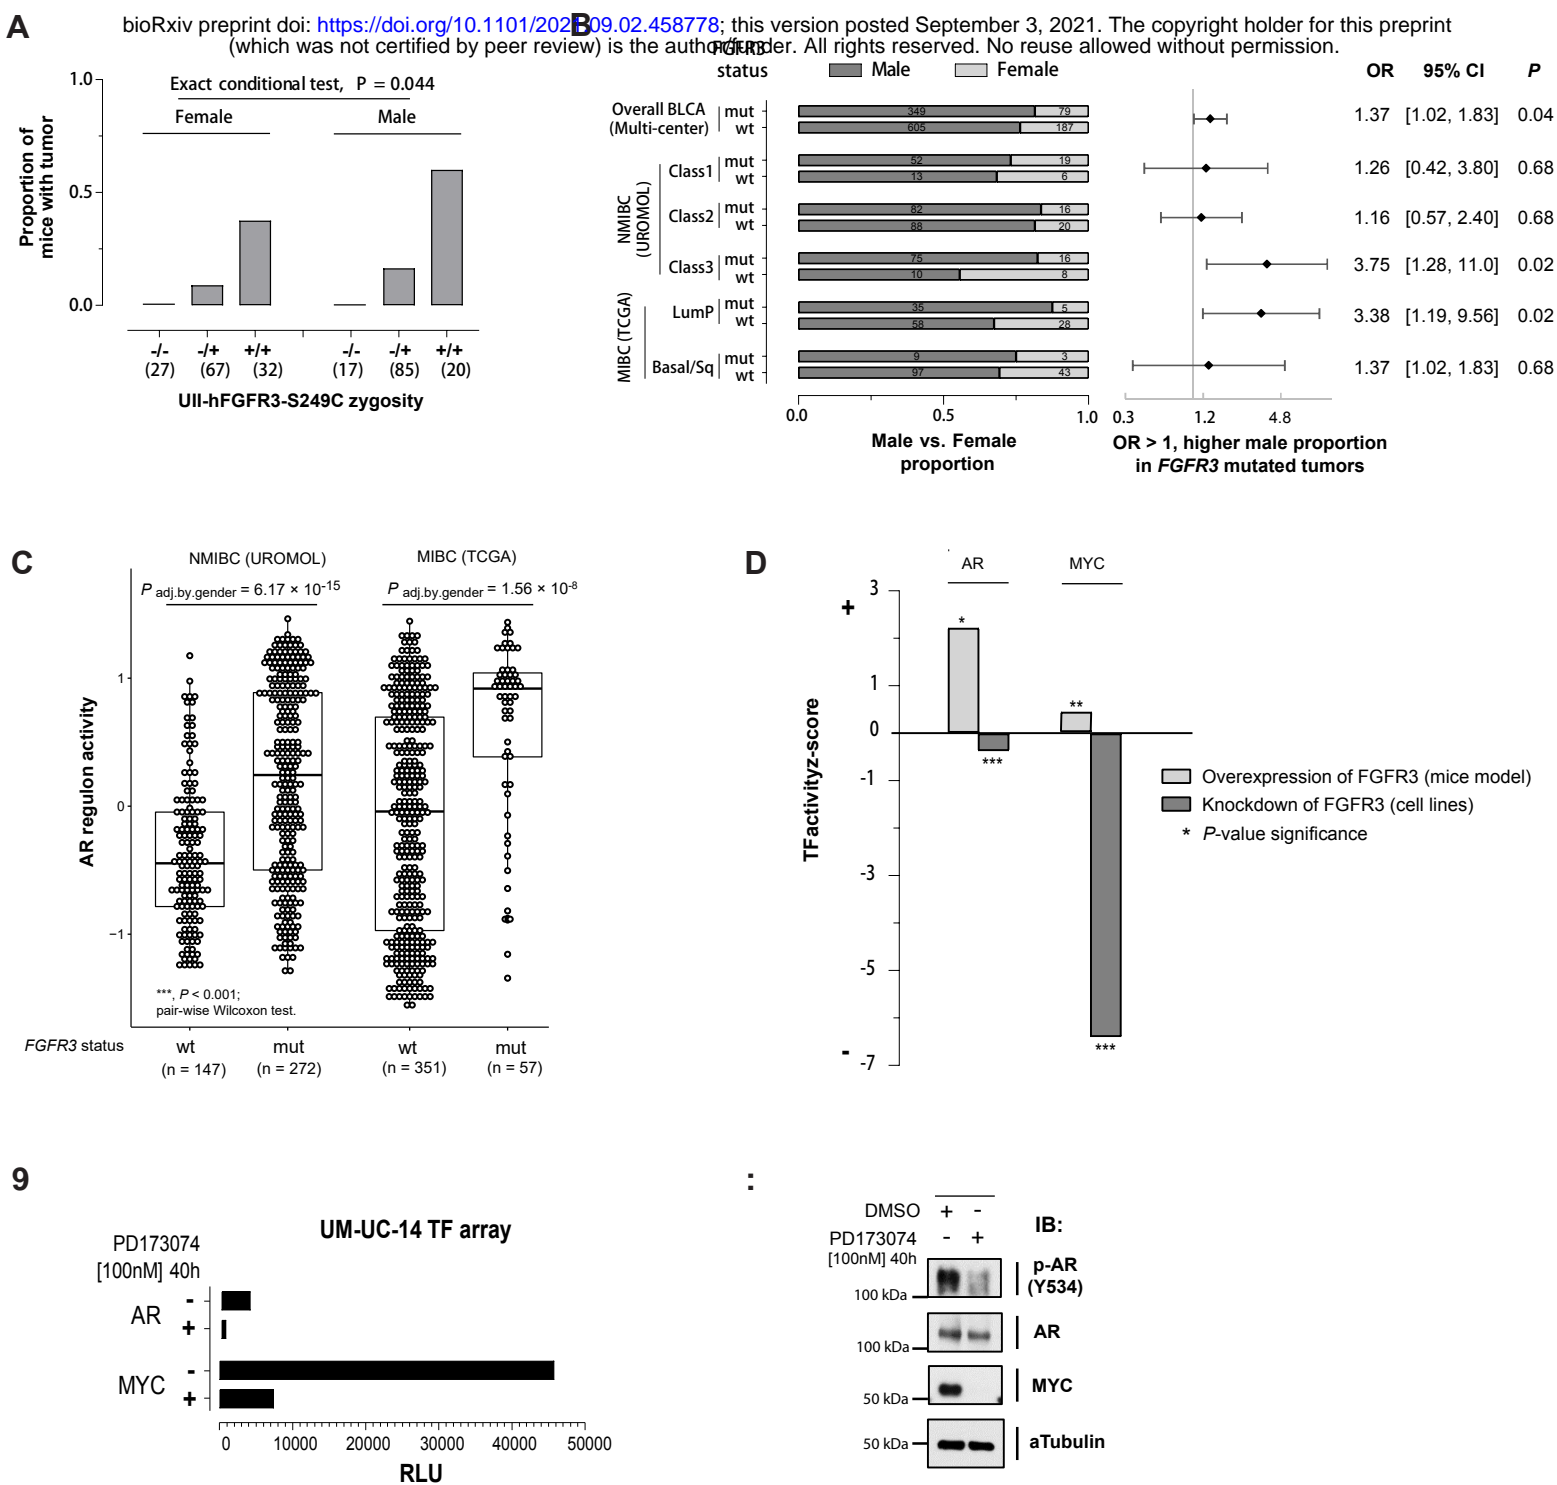 bioRxiv preprint doi: https://doi.org/10.1101/2021.09.02.458778; this version posted September 3, 2021. The copyright holder for this preprint
(which was not certified by peer review) is the author/funder. All rights reserved. No reuse allowed without permission.
A
Exact conditional test, P = 0.044
Female
Male
Proportion of
mice with tumor
1.0
0.5
0.0
-/- -/+ +/+ -/- -/+ +/+
(27) (67) (32) (17) (85) (20)
UII-hFGFR3-S249C zygosity
B
FGFR3
status
Male
Female
OR 95% CI P
Overall BLCA
(Multi-center)
mut 349 79
wt 605 187
1.37 [1.02, 1.83] 0.04
NMIBC
(UROMOL)
Class1
mut 52 19
wt 13 6
1.26 [0.42, 3.80] 0.68
Class2
mut 82 16
wt 88 20
1.16 [0.57, 2.40] 0.68
Class3
mut 75 16
wt 10 8
3.75 [1.28, 11.0] 0.02
MIBC (TCGA)
LumP
mut 35 5
wt 58 28
3.38 [1.19, 9.56] 0.02
Basal/Sq
mut 9 3
wt 97 43
1.37 [1.02, 1.83] 0.68
0.0 0.5 1.0
Male vs. Female
proportion
0.3 1.2 4.8
OR > 1, higher male proportion
in FGFR3 mutated tumors
C
NMIBC (UROMOL)
MIBC (TCGA)
P adj.by.gender = 6.17 × 10-15
P adj.by.gender = 1.56 × 10-8
AR regulon activity
1
0
−1
***, P < 0.001;
pair-wise Wilcoxon test.
FGFR3 status
wt mut wt mut
(n = 147) (n = 272) (n = 351) (n = 57)
D
AR
MYC
TFactivityz-score
+
-
3
1
0
-1
-3
-5
-7
*
***
**
***
Overexpression of FGFR3 (mice model)
Knockdown of FGFR3 (cell lines)
* P-value significance
9
UM-UC-14 TF array
PD173074
[100nM] 40h
AR
-
+
MYC
-
+
0 10000 20000 30000 40000 50000
RLU
:
DMSO + -
PD173074 - +
[100nM] 40h
IB:
100 kDa
p-AR
(Y534)
100 kDa
AR
50 kDa
MYC
50 kDa
aTubulin